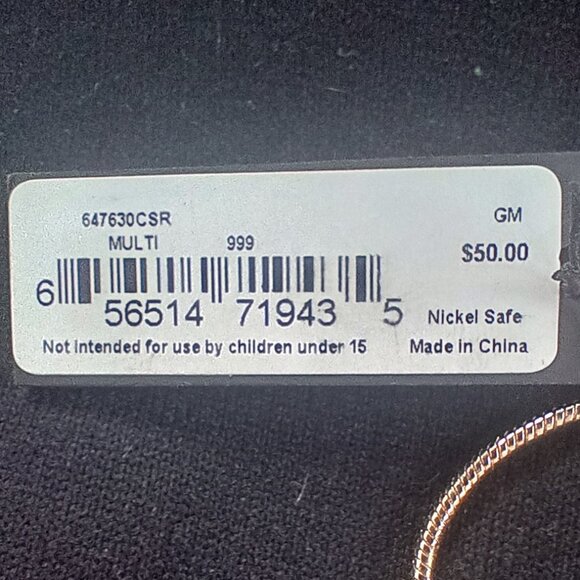 647630CSR GM
MULTI 999 $50.00
6 56514 71943 5 Nickel Safe
Not intended for use by children under 15 Made in China